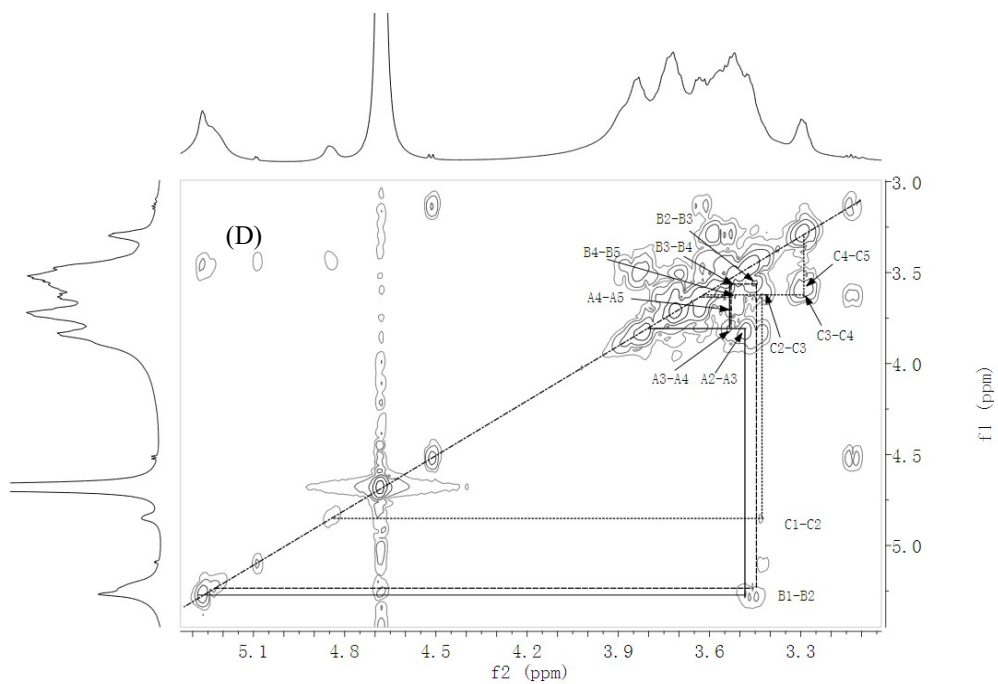 3.0
(D)
B2-B3
B4-B5
B3-B4
C4-C5
3.5
A4-A5
C2-C3
C3-C4
A3-A4
A2-A3
4.0
f1 (ppm)
4.5
C1-C2
5.0
B1-B2
5.1 4.8 4.5 3.9 3.6 3.3
f2 (ppm)